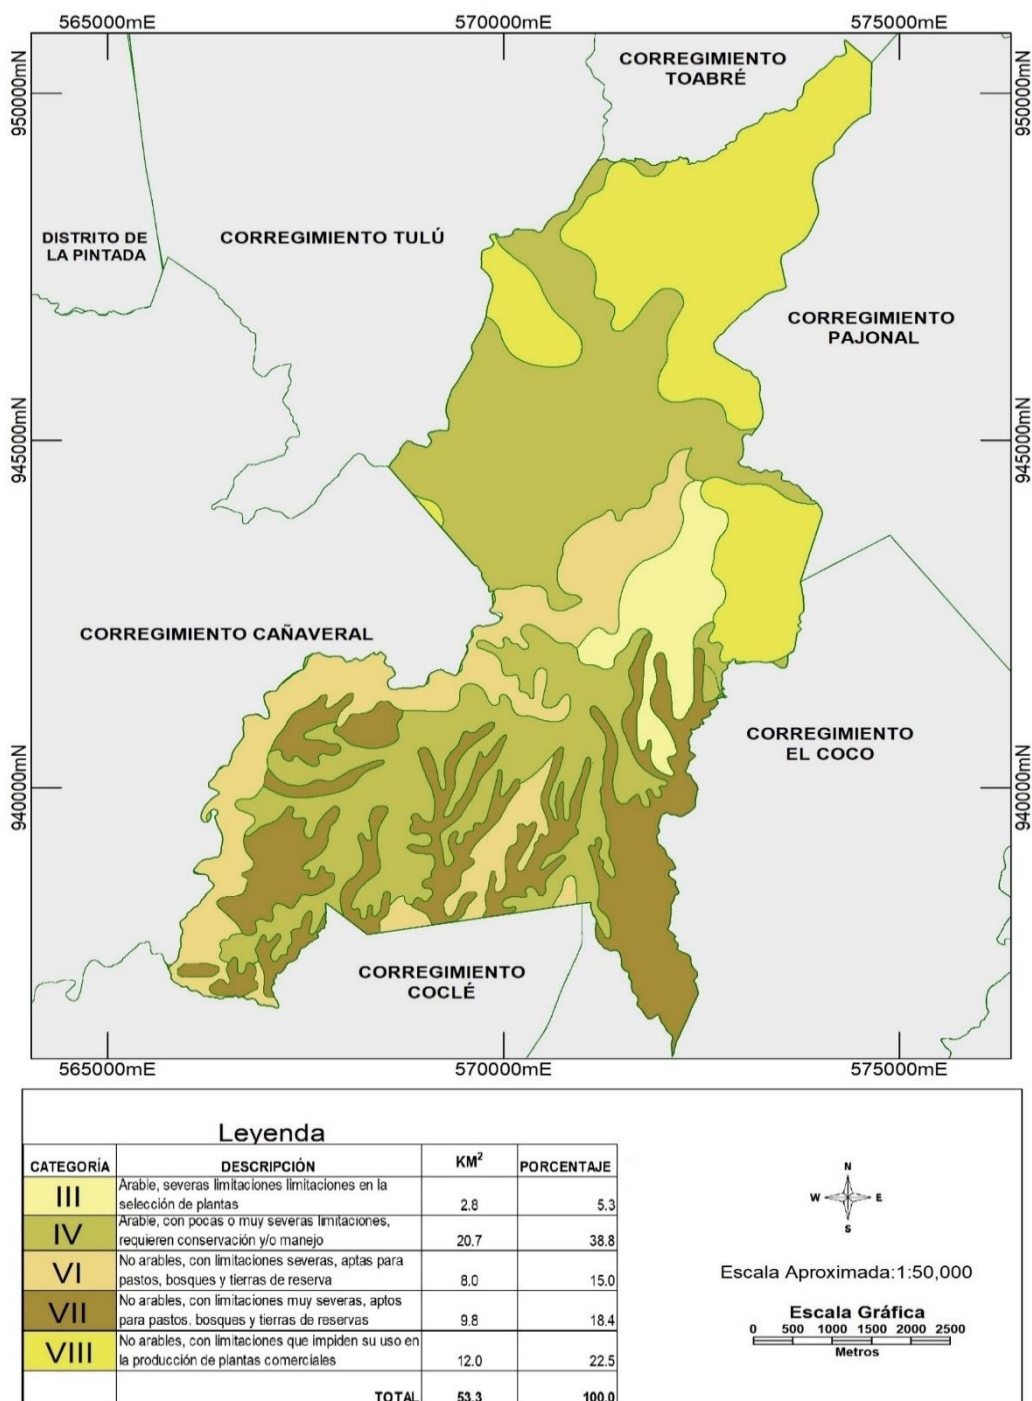 565000mE 570000mE 575000mE
CORREGIMIENTO
TOABRÉ
950000mN 950000mN
DISTRITO DE
LA PINTADA
CORREGIMIENTO TULÚ
CORREGIMIENTO
PAJONAL
945000mN 945000mN
CORREGIMIENTO CAÑAVERAL
CORREGIMIENTO
EL COCO
940000mN 940000mN
CORREGIMIENTO
COCLÉ
565000mE 570000mE 575000mE
Leyenda
CATEGORÍA DESCRIPCIÓN KM² PORCENTAJE
III Arable, severas limitaciones limitaciones en la
selección de plantas 2.8 5.3
IV Arable, con pocas o muy severas limitaciones,
requieren conservación y/o manejo 20.7 38.8
VI No arables, con limitaciones severas, aptas para
pastos, bosques y tierras de reserva 8.0 15.0
VII No arables, con limitaciones muy severas, aptos
para pastos, bosques y tierras de reservas 9.8 18.4
VIII No arables, con limitaciones que impiden su uso en
la producción de plantas comerciales 12.0 22.5
TOTAL 53.3 100.0
N
W E
S
Escala Aproximada:1:50,000
Escala Gráfica
0 500 1000 1500 2000 2500
Metros